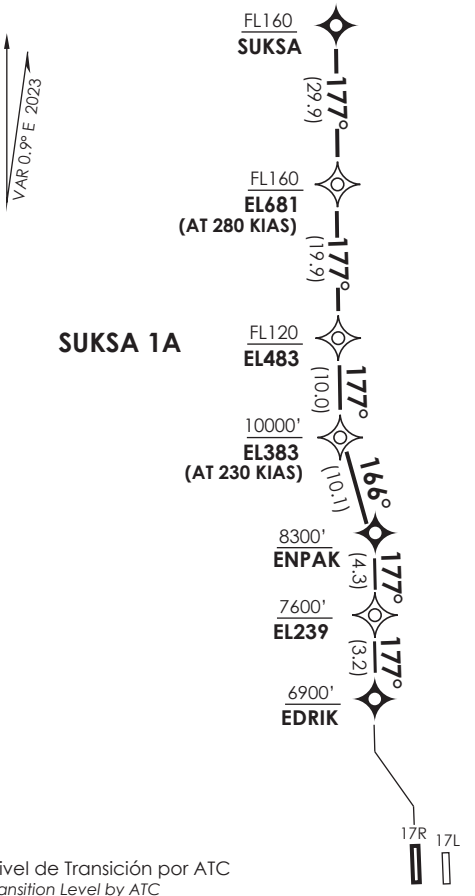 FL160
SUKSA
177°
(29.9)
VAR 0.9º E 2023
FL160
EL681
(AT 280 KIAS)
177°
(19.9)
SUKSA 1A
FL120
EL483
177°
(10.0)
10000'
EL383
(AT 230 KIAS)
166°
(10.1)
8300'
ENPAK
177°
(4.3)
7600'
EL239
177°
(3.2)
6900'
EDRIK
17R
17L
ivel de Transición por ATC
ansition Level by ATC